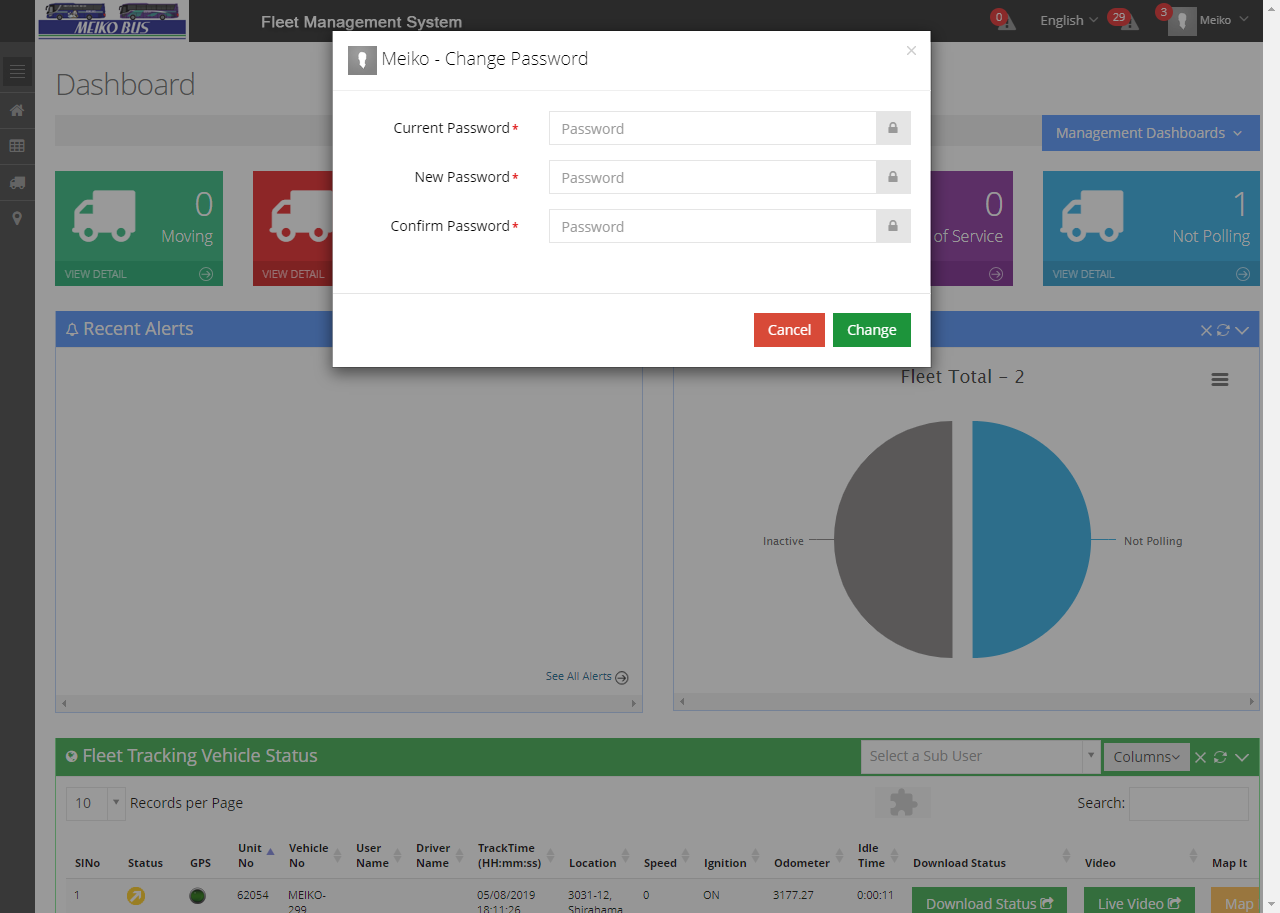 MEIKO BUS
Fleet Management System
0
English
29
3
Meiko
Meiko - Change Password
×
Dashboard
Current Password*
Password
Management Dashboards
New Password*
Password
Confirm Password*
Password
0
Moving
VIEW DETAIL
VIEW DETAIL
0
of Service
1
Not Polling
VIEW DETAIL
Cancel
Change
Recent Alerts
Fleet Total - 2
Inactive
Not Polling
See All Alerts
Fleet Tracking Vehicle Status
Select a Sub User
Columns
10
Records per Page
Search:
SlNo
Status
GPS
Unit No
Vehicle No
User Name
Driver Name
TrackTime (HH:mm:ss)
Location
Speed
Ignition
Odometer
Idle Time
Download Status
Video
Map It
1
62054
MEIKO-299
05/08/2019 18:11:26
3031-12, Shirahama
0
ON
3177.27
0:00:11
Download Status
Live Video
Map